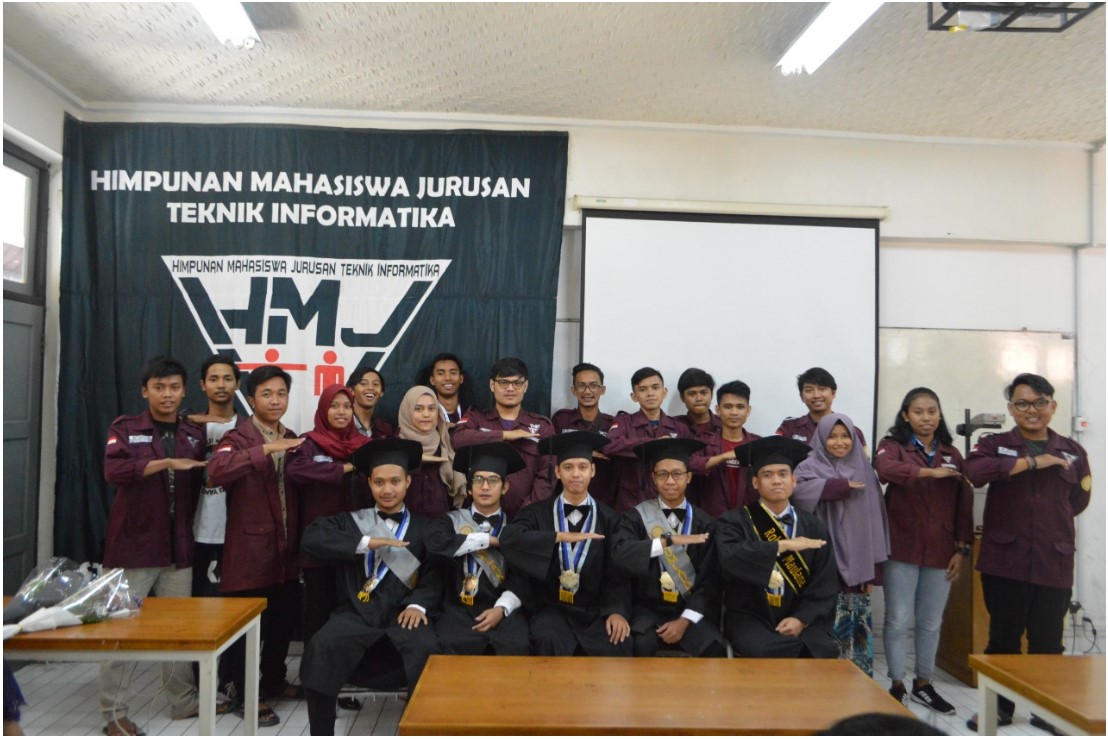 HIMPUNAN MAHASISWA JURUSAN
TEKNIK INFORMATIKA
HIMPUNAN MAHASISWA JURUSAN TEKNIK INFORMATIKA
HMJ